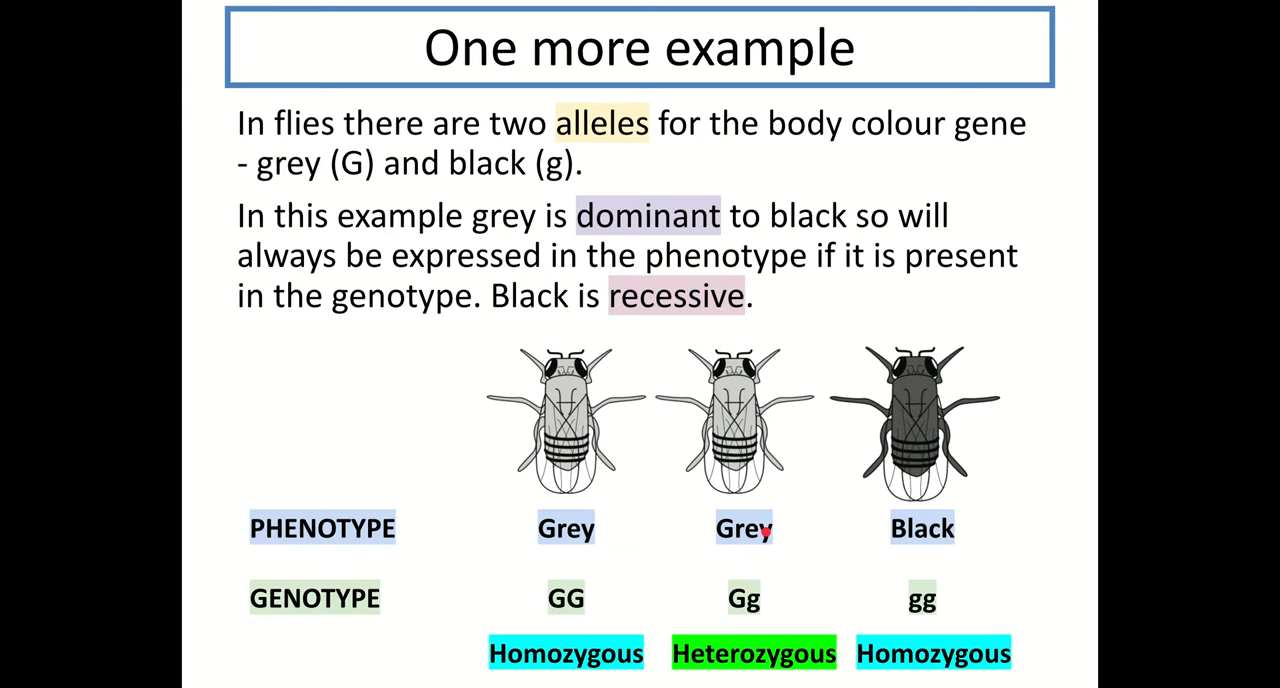 One more example
In flies there are two alleles for the body colour gene
- grey (G) and black (g).
In this example grey is dominant to black so will
always be expressed in the phenotype if it is present
in the genotype. Black is recessive.
PHENOTYPE Grey Grey Black
GENOTYPE GG Gg gg
Homozygous Heterozygous Homozygous